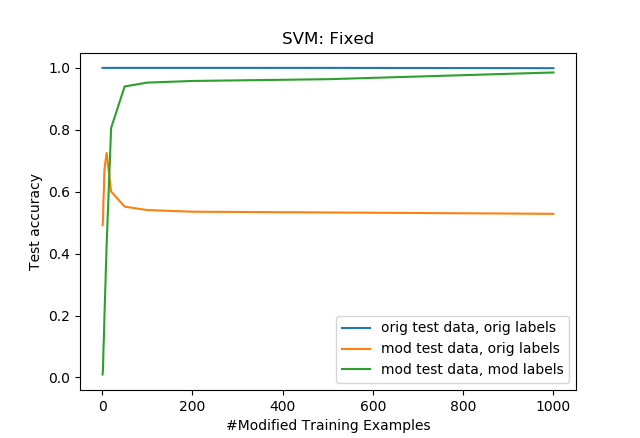 SVM: Fixed
Test accuracy
1.0
0.8
0.6
0.4
0.2
0.0
orig test data, orig labels
mod test data, orig labels
mod test data, mod labels
0 200 400 600 800 1000
#Modified Training Examples